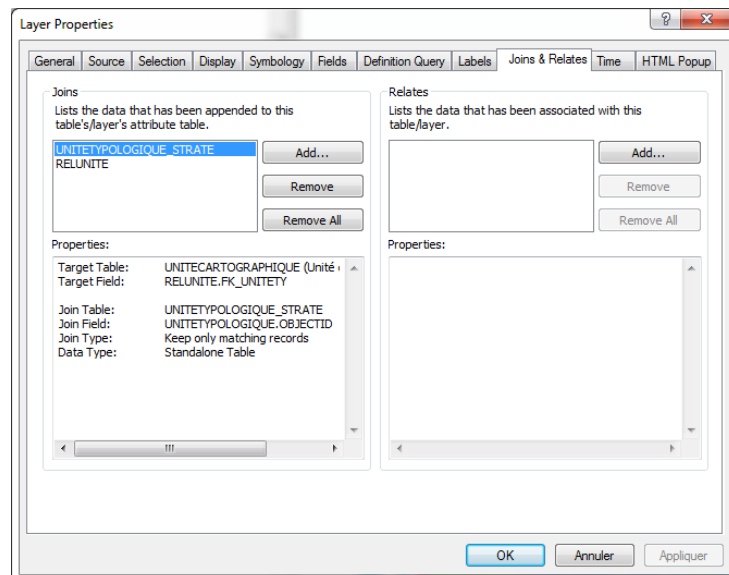 Layer Properties
General Source Selection Display Symbology Fields Definition Query Labels Joins & Relates Time HTML Popup
Joins
Lists the data that has been appended to this
table's/layer's attribute table.
UNITETYPOLOGIQUE_STRATE
RELUNITE
Add...
Remove
Remove All
Properties:
Target Table: UNITECARTOGRAPHIQUE (Unité
Target Field: RELUNITE.FK_UNITETY
Join Table: UNITETYPOLOGIQUE_STRATE
Join Field: UNITETYPOLOGIQUE.OBJECTID
Join Type: Keep only matching records
Data Type: Standalone Table
Relates
Lists the data that has been associated with this
table/layer.
Add...
Remove
Remove All
Properties:
OK Annuler Appliquer